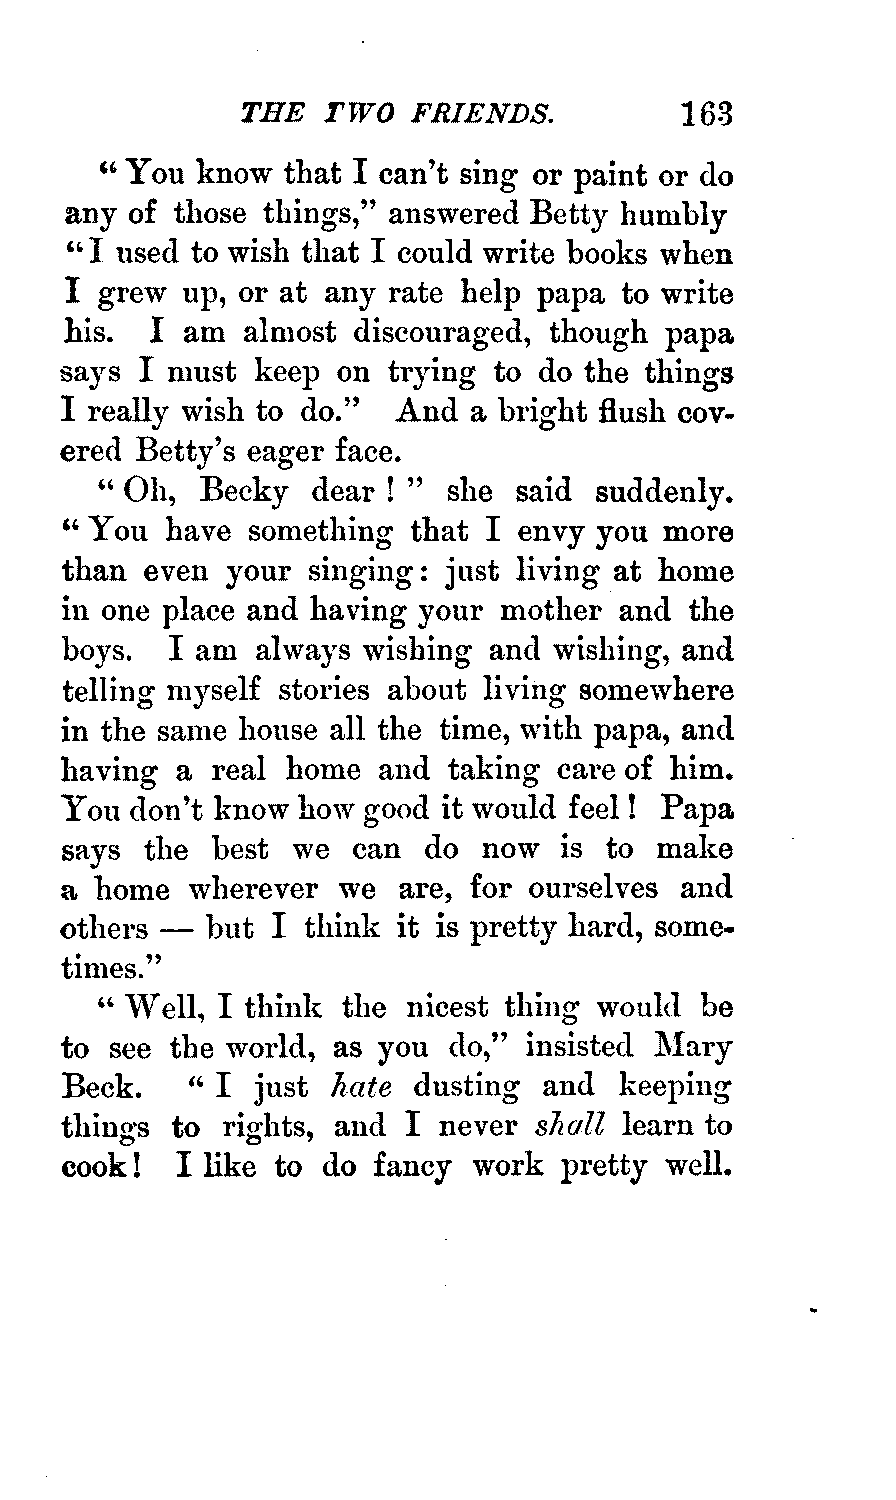 THE TWO FRIENDS. 163
“ You know that I can’t sing or paint or do
any of those things,” answered Betty humbly
“ I used to wish that I could write books when
I grew up, or at any rate help papa to write
his. I am almost discouraged, though papa
says I must keep on trying to do the things
I really wish to do.” And a bright flush cov-
ered Betty’s eager face.
“ Oh, Becky dear ! ” she said suddenly.
“ You have something that I envy you more
than even your singing: just living at home
in one place and having your mother and the
boys. I am always wishing and wishing, and
telling myself stories about living somewhere
in the same house all the time, with papa, and
having a real home and taking care of him.
You don’t know how good it would feel ! Papa
says the best we can do now is to make
a home wherever we are, for ourselves and
others — but I think it is pretty hard, some-
times.”
“ Well, I think the nicest thing would be
to see the world, as you do,” insisted Mary
Beck. “ I just hate dusting and keeping
things to rights, and I never shall learn to
cook! I like to do fancy work pretty well.